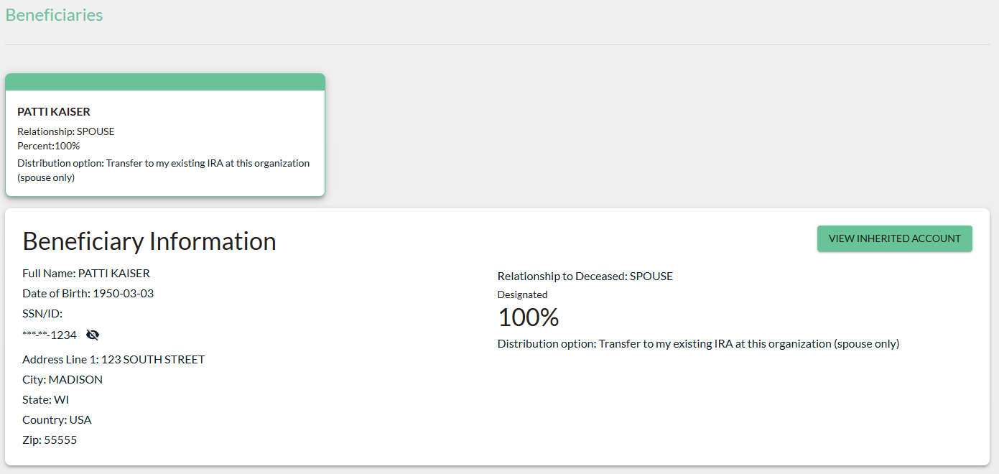 Beneficiaries
PATTI KAISER
Relationship: SPOUSE
Percent:100%
Distribution option: Transfer to my existing IRA at this organization
(spouse only)
Beneficiary Information
VIEW INHERITED ACCOUNT
Full Name: PATTI KAISER
Date of Birth: 1950-03-03
SSN/ID:
***-**-1234
Address Line 1: 123 SOUTH STREET
City: MADISON
State: WI
Country: USA
Zip: 55555
Relationship to Deceased: SPOUSE
Designated
100%
Distribution option: Transfer to my existing IRA at this organization (spouse only)